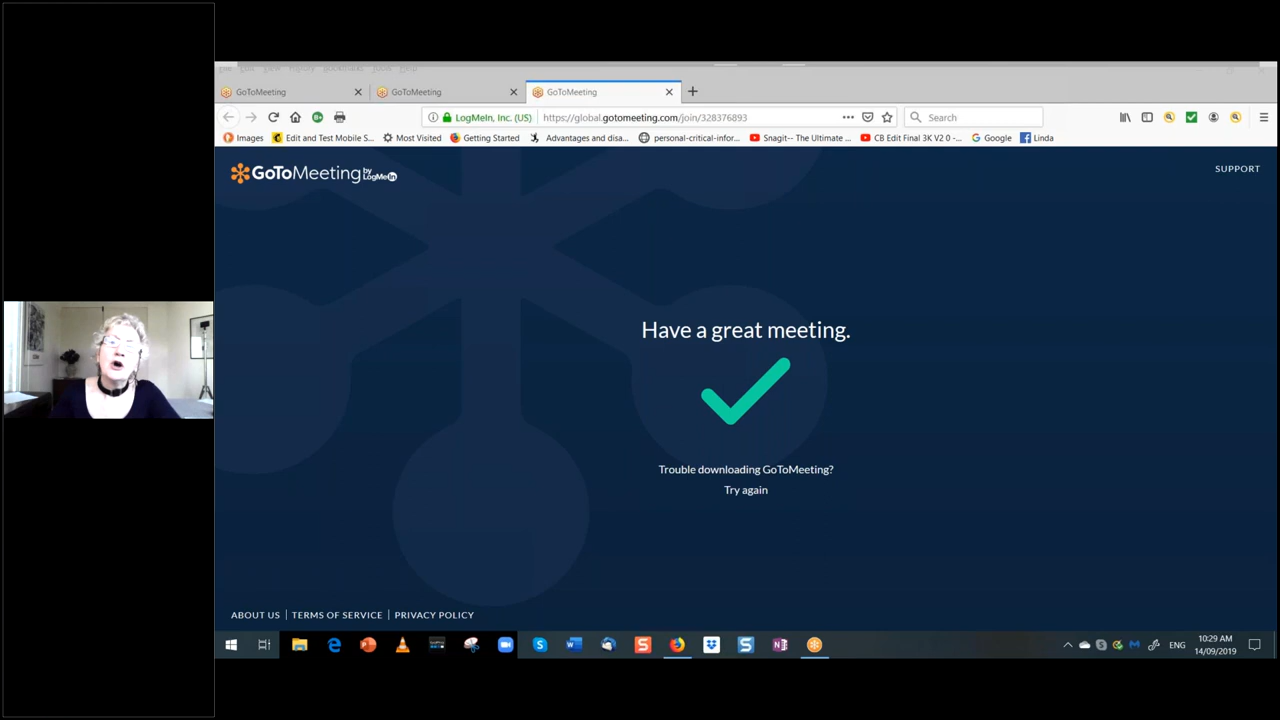 GoToMeeting
GoToMeeting
GoToMeeting
LogMeIn, Inc. (US) https://global.gotomeeting.com/join/328376893 Search
Images Edit and Test Mobile S... Most Visited Getting Started Advantages and disa... personal-critical-infor... Snagit-- The Ultimate ... CB Edit Final 3K V2 0 -... Google Linda
GoToMeeting by LogMeIn
SUPPORT
Have a great meeting.
Trouble downloading GoToMeeting?
Try again
ABOUT US | TERMS OF SERVICE | PRIVACY POLICY
ENG
10:29 AM
14/09/2019